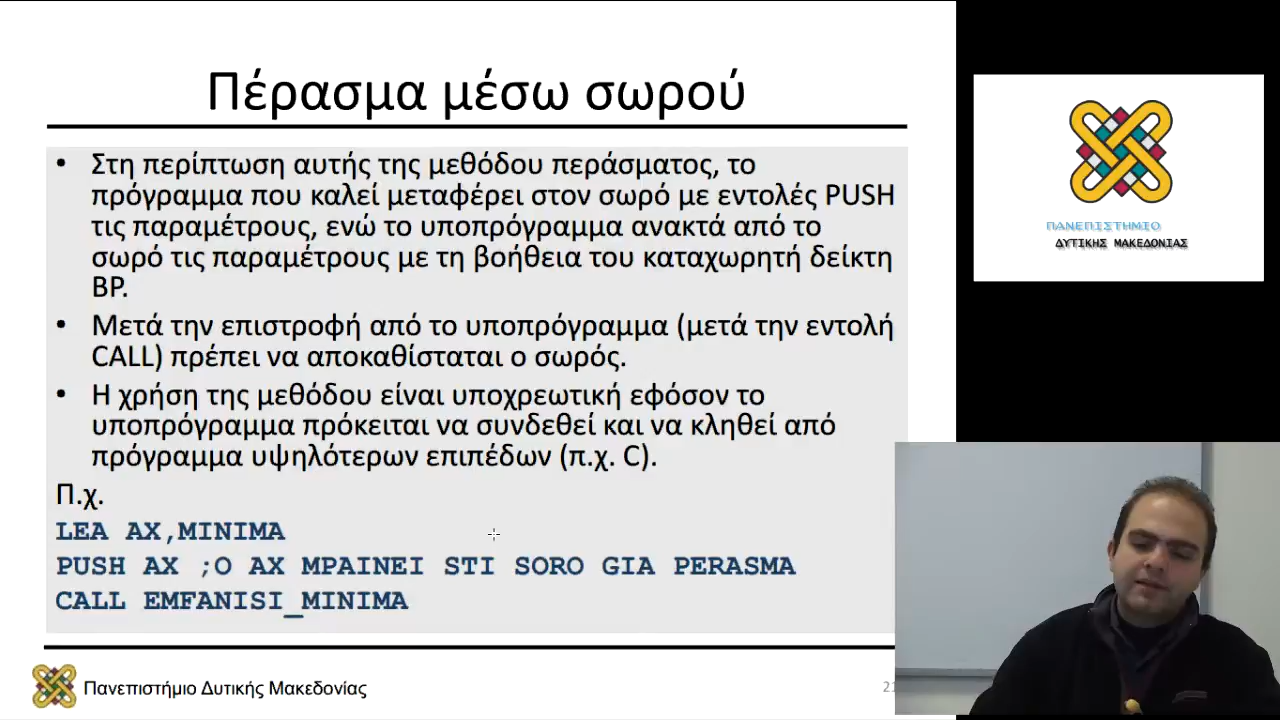 Πέρασμα μέσω σωρού
• Στη περίπτωση αυτής της μεθόδου περάσματος, το
πρόγραμμα που καλεί μεταφέρει στον σωρό με εντολές PUSH
τις παραμέτρους, ενώ το υποπρόγραμμα ανακτά από το
σωρό τις παραμέτρους με τη βοήθεια του καταχωρητή δείκτη
BP.
• Μετά την επιστροφή από το υποπρόγραμμα (μετά την εντολή
CALL) πρέπει να αποκαθίσταται ο σωρός.
• Η χρήση της μεθόδου είναι υποχρεωτική εφόσον το
υποπρόγραμμα πρόκειται να συνδεθεί και να κληθεί από
πρόγραμμα υψηλότερων επιπέδων (π.χ. C).
Π.χ.
LEA AX,MINIMA
PUSH AX ;O AX MPAINEI STI SORO GIA PERASMA
CALL EMFANISI_MINIMA
Πανεπιστήμιο Δυτικής Μακεδονίας
ΠΑΝΕΠΙΣΤΗΜΙΟ
ΔΥΤΙΚΗΣ ΜΑΚΕΔΟΝΙΑΣ